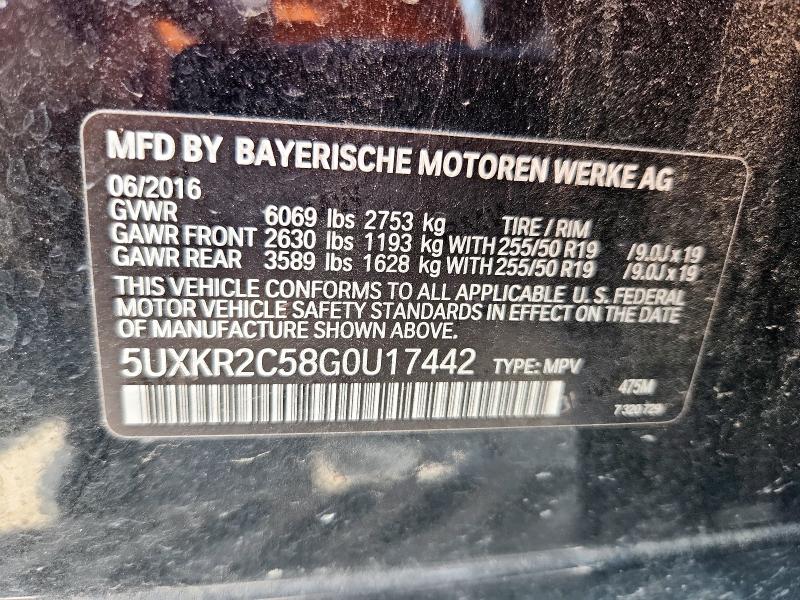 MFD BY BAYERISCHE MOTOREN WERKE AG
06/2016
GVWR 6069 lbs 2753 kg TIRE / RIM
GAWR FRONT 2630 lbs 1193 kg WITH 255/50 R19 /9.0J x 19
GAWR REAR 3589 lbs 1628 kg WITH 255/50 R19 /9.0J x 19
THIS VEHICLE CONFORMS TO ALL APPLICABLE U. S. FEDERAL
MOTOR VEHICLE SAFETY STANDARDS IN EFFECT ON THE DATE
OF MANUFACTURE SHOWN ABOVE.
5UXKR2C58G0U17442 TYPE: MPV
475M